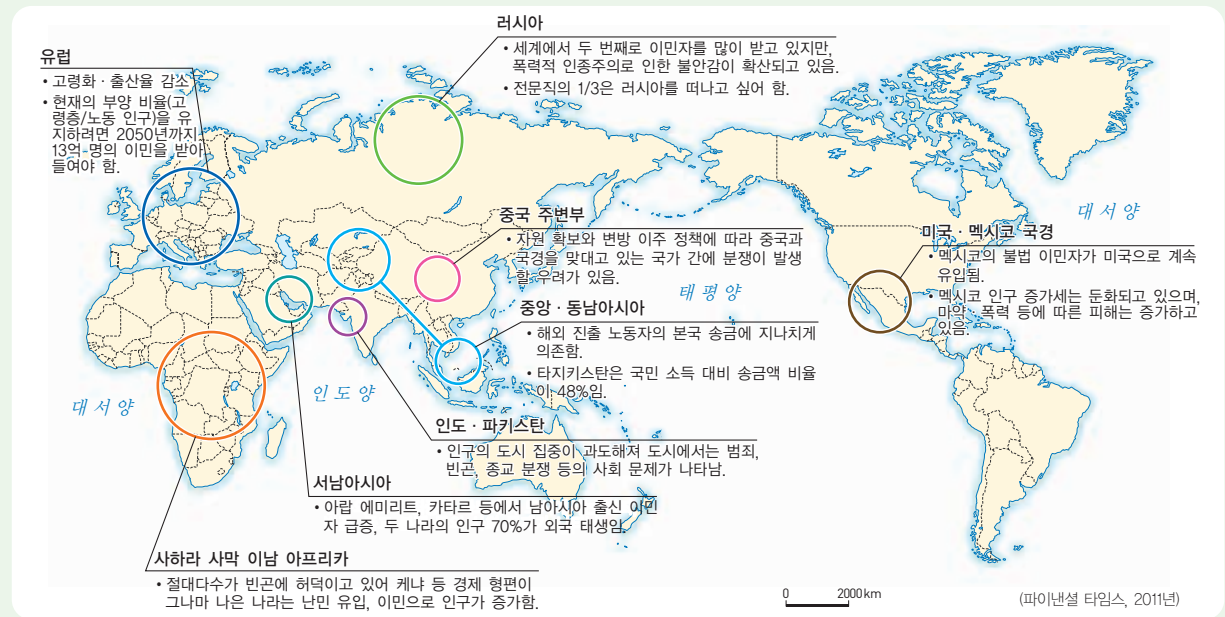 러시아
• 세계에서 두 번째로 이민자를 많이 받고 있지만,
폭력적 인종주의로 인한 불안감이 확산되고 있음.
• 전문직의 1/3은 러시아를 떠나고 싶어 함.
유럽
• 고령화 · 출산율 감소
• 현재의 부양 비율(고
령층/노동 인구)을 유
지하려면 2050년까지
13억 명의 이민을 받아
들여야 함.
중국 주변부
• 자원 확보와 변방 이주 정책에 따라 중국과
국경을 맞대고 있는 국가 간에 분쟁이 발생
할 우려가 있음.
대서양
미국 · 멕시코 국경
• 멕시코의 불법 이민자가 미국으로 계속
유입됨.
• 멕시코 인구 증가세는 둔화되고 있으며,
마약 · 폭력 등에 따른 피해는 증가하고
있음.
태평양
중앙 · 동남아시아
• 해외 진출 노동자의 본국 송금에 지나치게
의존함.
• 타지키스탄은 국민 소득 대비 송금액 비율
이 48%임.
인도양
대서양
인도 · 파키스탄
• 인구의 도시 집중이 과도해져 도시에서는 범죄,
빈곤, 종교 분쟁 등의 사회 문제가 나타남.
서남아시아
• 아랍 에미리트, 카타르 등에서 남아시아 출신 이민
자 급증, 두 나라의 인구 70%가 외국 태생임.
사하라 사막 이남 아프리카
• 절대다수가 빈곤에 허덕이고 있어 케냐 등 경제 형편이
그나마 나은 나라는 난민 유입, 이민으로 인구가 증가함.
0 2000km
(파이낸셜 타임스, 2011년)